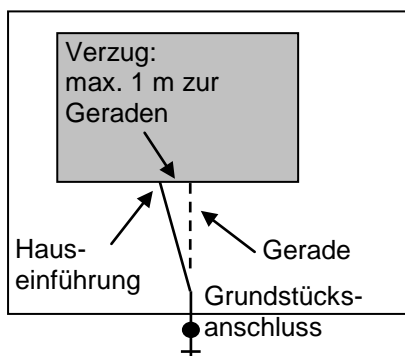 Verzug:
max. 1 m zur
Geraden
Haus-
einführung
Gerade
Grundstücks-
anschluss